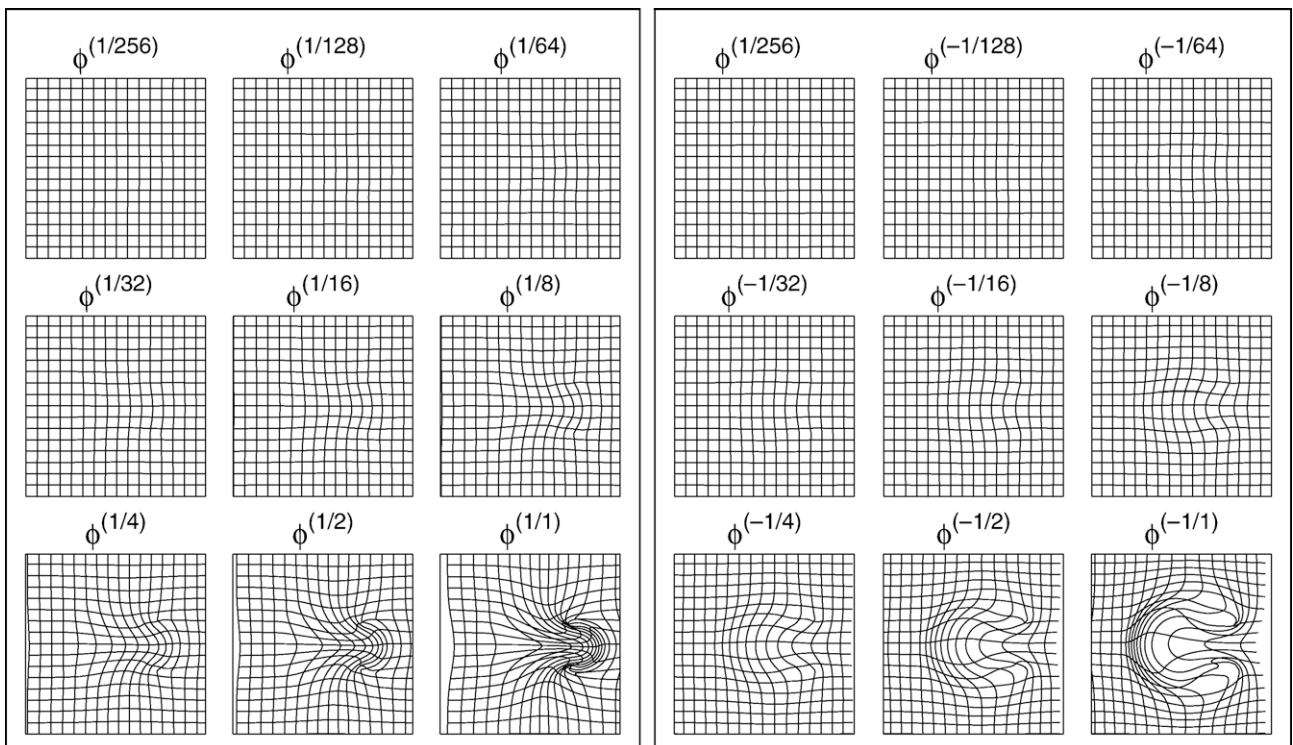 ϕ(1/256) ϕ(1/128) ϕ(1/64)
ϕ(1/32) ϕ(1/16) ϕ(1/8)
ϕ(1/4) ϕ(1/2) ϕ(1/1)
ϕ(1/256) ϕ(−1/128) ϕ(−1/64)
ϕ(−1/32) ϕ(−1/16) ϕ(−1/8)
ϕ(−1/4) ϕ(−1/2) ϕ(−1/1)